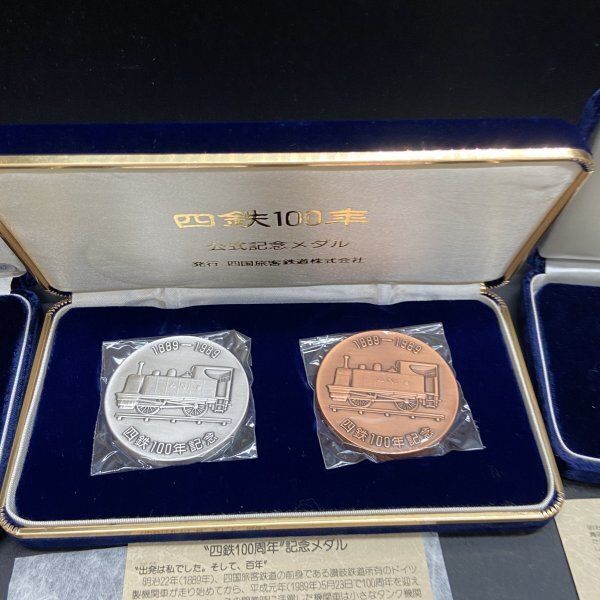 四鉄100年
公式記念メダル
発行 四国旅客鉄道株式会社
1889-1989
四鉄100年記念
1889-1989
四鉄100年記念
"四鉄100周年"記念メダル
"出発は私でした。そして、百年"
明治22年(1889年)、四国旅客鉄道の前身である讃岐鉄道所有のドイツ
製機関車が走り始めてから、平成元年(1989年)5月23日で100周年を迎え